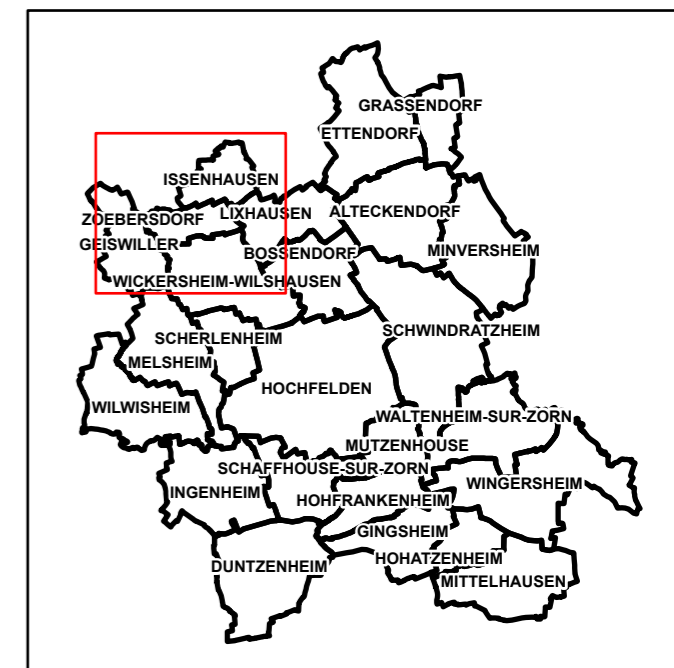 GRASSENDORF
ETTENDORF
ISSENHAUSEN
LIXHAUSEN
ALTECKENDORF
ZOEBERSDORF
GEISWILLER
BOSSENDORF
MINVERSHEIM
WICKERSHEIM-WILSHAUSEN
SCHERLENHEIM
SCHWINDRATZHEIM
MELSHEIM
HOCHFELDEN
WILWISHEIM
WALTENHEIM-SUR-ZORN
MUTZENHOUSE
SCHAFFHOUSE-SUR-ZORN
INGENHEIM
WINGERSHEIM
HOHFRANKENHEIM
GINGSHEIM
HOHATZENHEIM
DUNTZENHEIM
MITTELHAUSEN